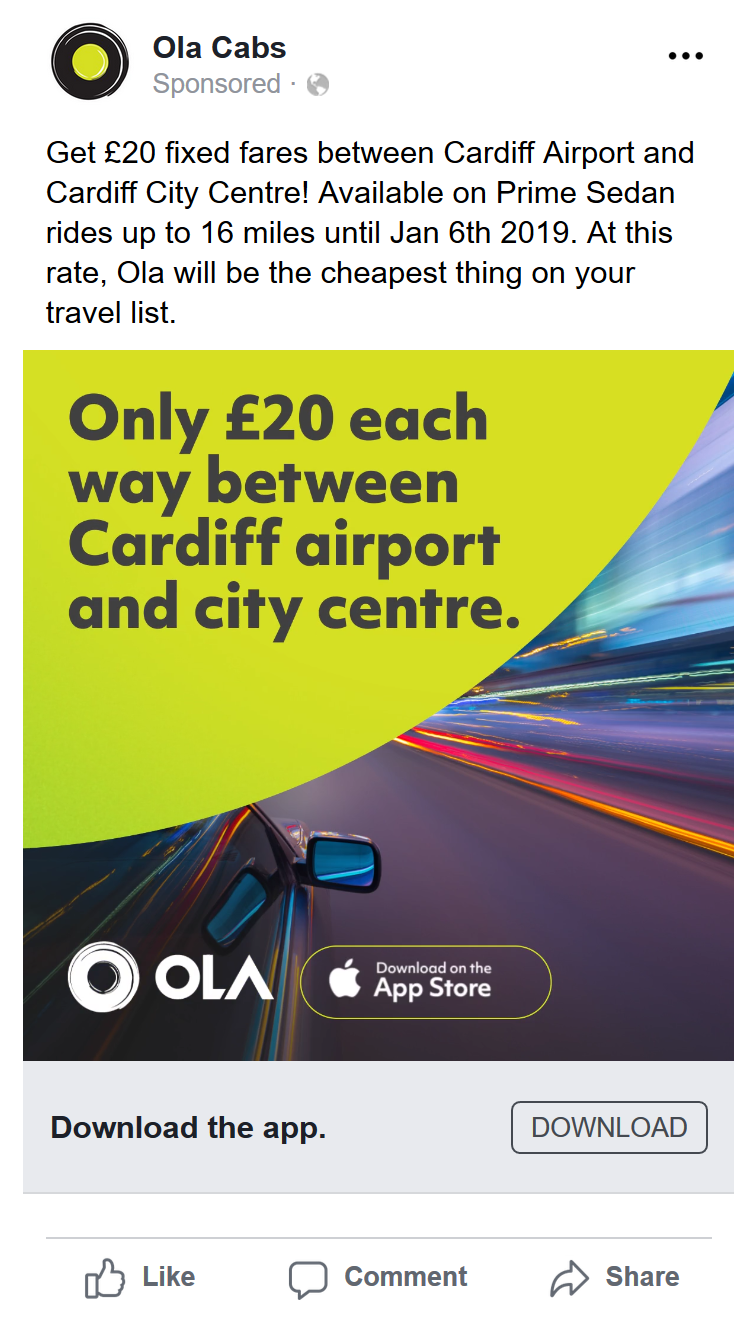 Ola Cabs
Sponsored ·
Get £20 fixed fares between Cardiff Airport and
Cardiff City Centre! Available on Prime Sedan
rides up to 16 miles until Jan 6th 2019. At this
rate, Ola will be the cheapest thing on your
travel list.
Only £20 each
way between
Cardiff airport
and city centre.
OLA
Download on the
App Store
Download the app.
DOWNLOAD
Like
Comment
Share